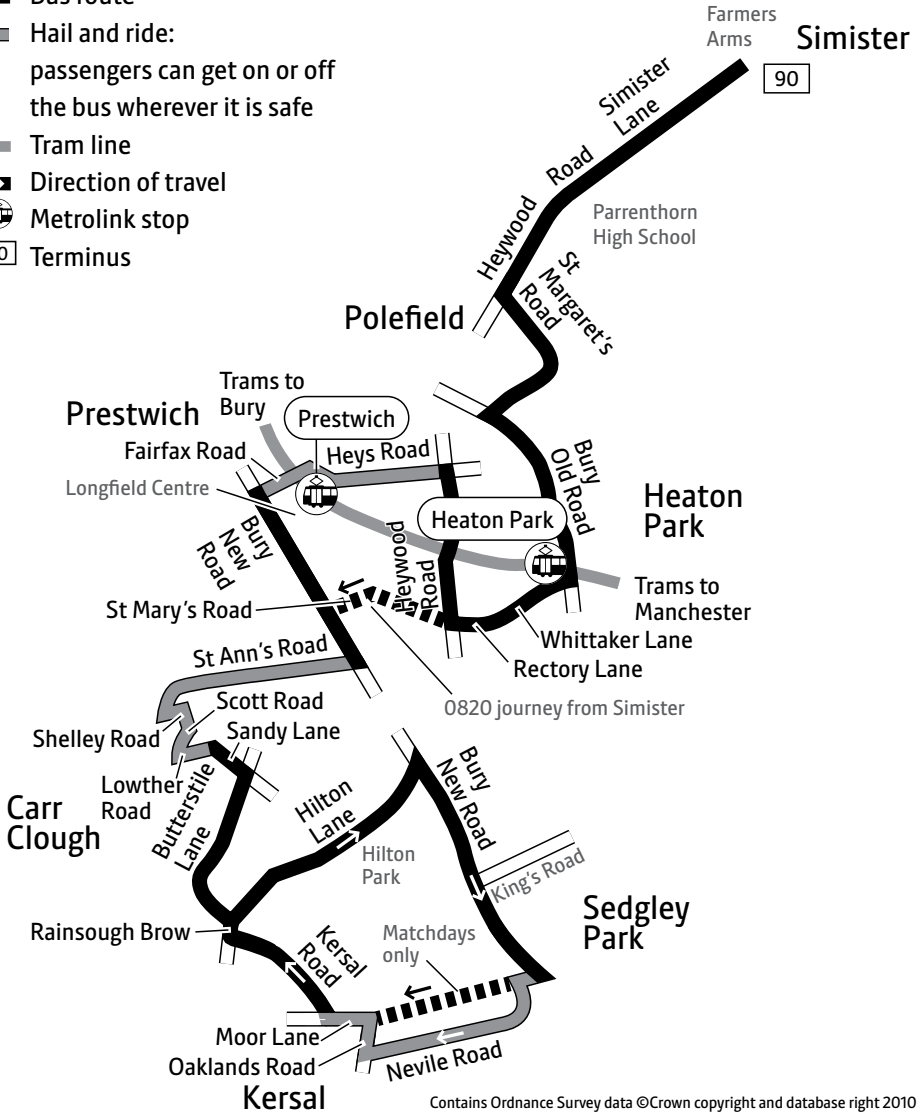 Bus route
Hail and ride:
passengers can get on or off
the bus wherever it is safe
Tram line
Direction of travel
Metrolink stop
Terminus
Farmers
Arms
Simister
90
Simister
Lane
Heywood Road
Parrenthorn
High School
St
Margaret's
Road
Polefield
Trams to
Bury
Prestwich
Prestwich
Fairfax Road
Heys Road
Longfield Centre
Bury
Old Road
Heaton
Park
Heaton Park
Bury
New
Road
Heywood
Road
Trams to
Manchester
St Mary's Road
Whittaker Lane
Rectory Lane
St Ann's Road
0820 journey from Simister
Scott Road
Shelley Road
Sandy Lane
Lowther
Road
Carr
Clough
Butterstile
Lane
Hilton
Lane
Bury
New Road
Hilton
Park
King's Road
Sedgley
Park
Rainsough Brow
Kersal
Road
Matchdays
only
Moor Lane
Oaklands Road
Nevile Road
Kersal
Contains Ordnance Survey data ©Crown copyright and database right 2010